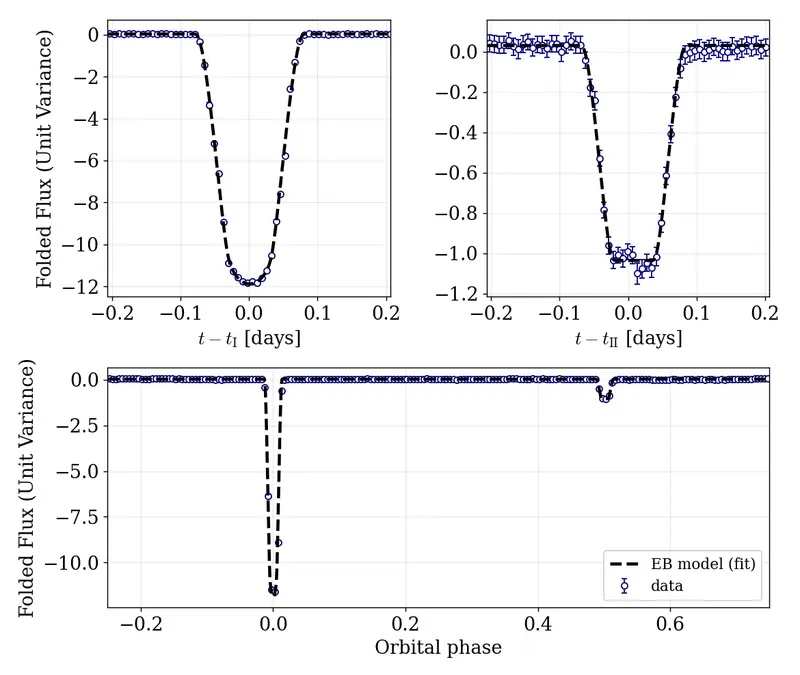 Folded Flux (Unit Variance)
0
−2
−4
−6
−8
−10
−12
−0.2 −0.1 0.0 0.1 0.2
t − tI [days]
0.0
−0.2
−0.4
−0.6
−0.8
−1.0
−1.2
−0.2 −0.1 0.0 0.1 0.2
t − tII [days]
Folded Flux (Unit Variance)
0.0
−2.5
−5.0
−7.5
−10.0
−0.2 0.0 0.2 0.4 0.6
Orbital phase
EB model (fit)
data